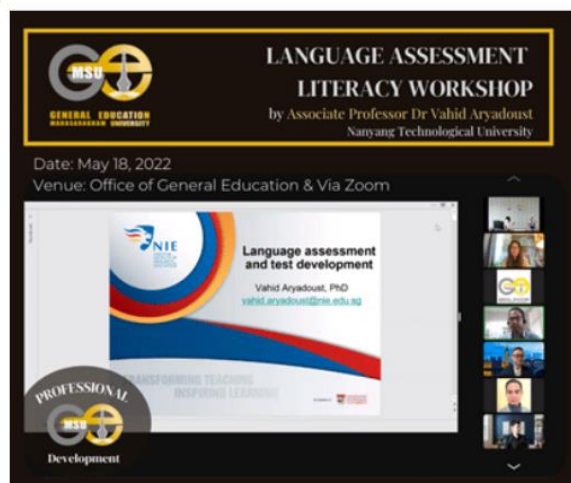 MSU
GENERAL EDUCATION
MAHASARAKHAM UNIVERSITY
LANGUAGE ASSESSMENT
LITERACY WORKSHOP
by Associate Professor Dr Vahid Aryadoust
Nanyang Technological University
Date: May 18, 2022
Venue: Office of General Education & Via Zoom
NIE
Language assessment
and test development
Vahid Aryadoust, PhD
vahid.aryadoust@nie.edu.sg
TRANSFORMING TEACHING
INSPIRING LEARNING
PROFESSIONAL
MSU
Development